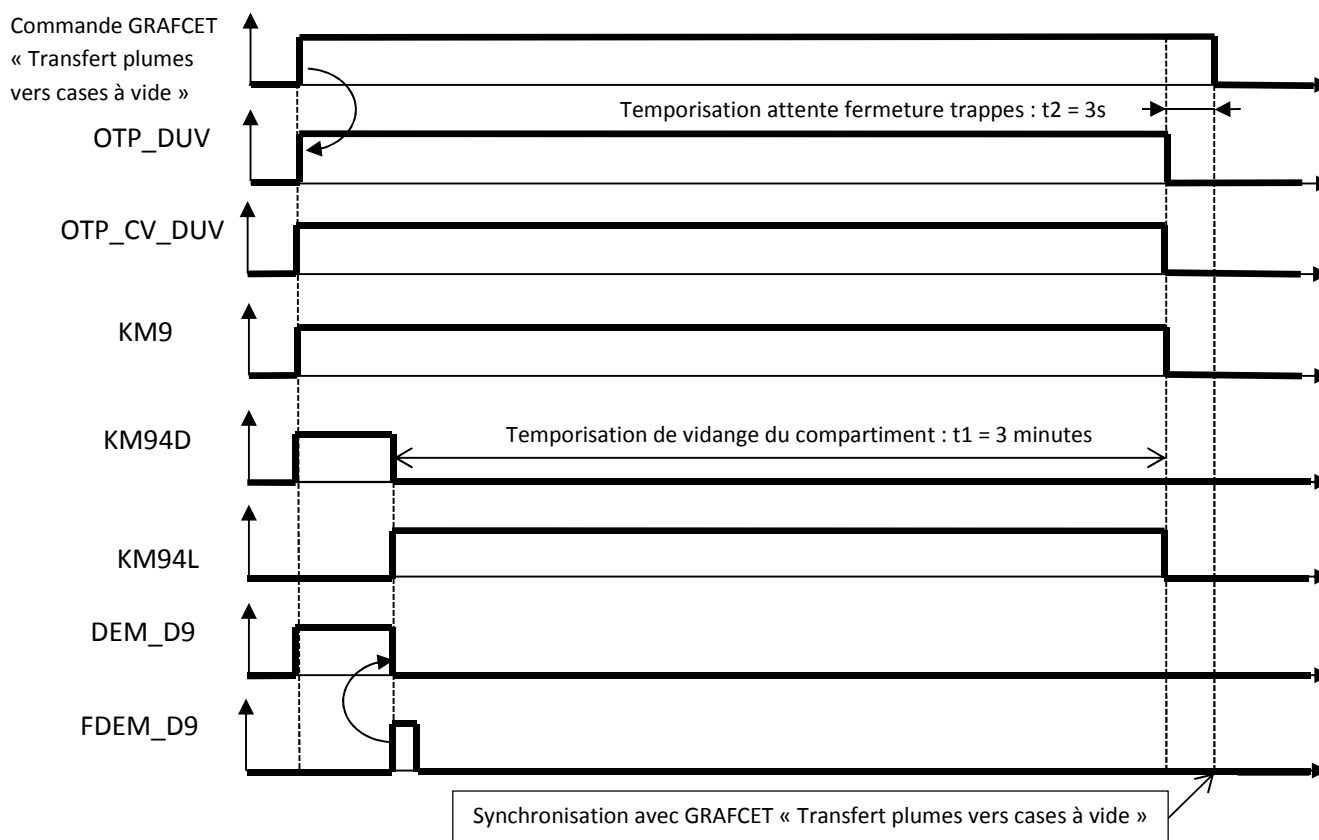 Commande GRAFCET
« Transfert plumes
vers cases à vide »
Temporisation attente fermeture trappes : t2 = 3s
OTP_DUV
OTP_CV_DUV
KM9
KM94D
Temporisation de vidange du compartiment : t1 = 3 minutes
KM94L
DEM_D9
FDEM_D9
Synchronisation avec GRAFCET « Transfert plumes vers cases à vide »